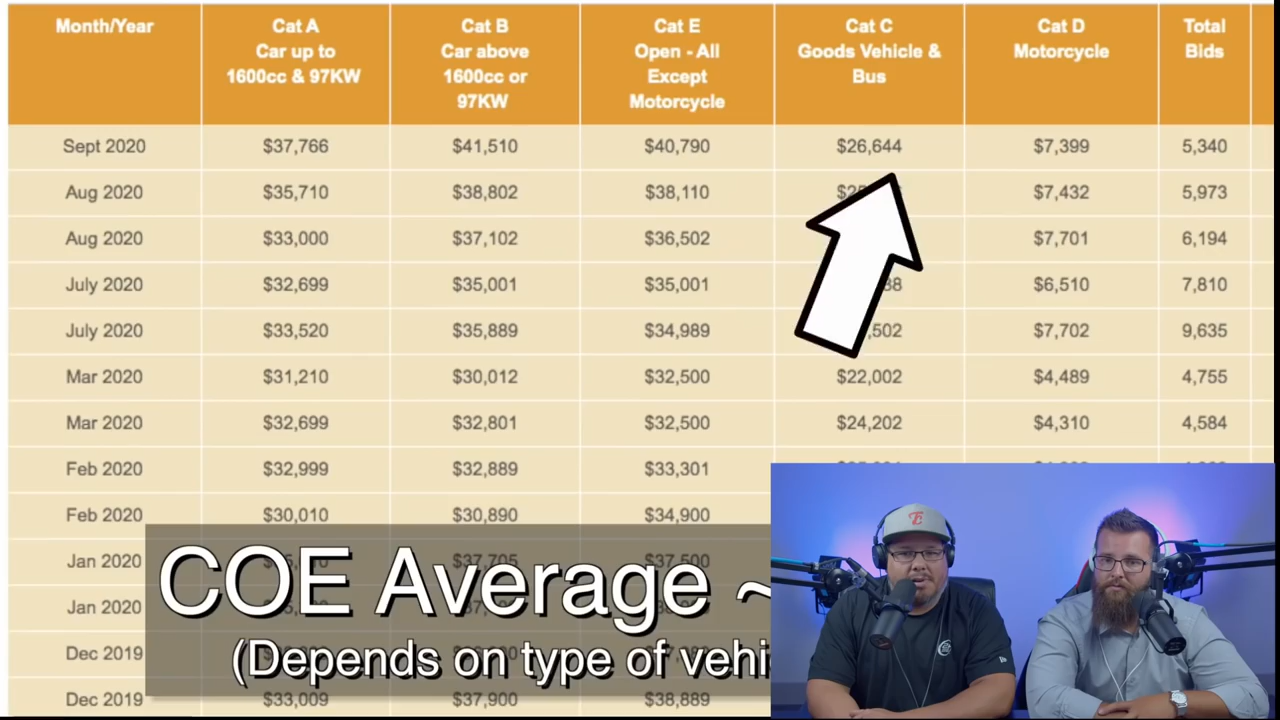 Month/Year Cat A Cat B Cat E Cat C Cat D Total
Car up to Car above Open - All Goods Vehicle & Motorcycle Bids
1600cc & 97KW 1600cc or Except Bus
97KW Motorcycle
Sept 2020 $37,766 $41,510 $40,790 $26,644 $7,399 5,340
Aug 2020 $35,710 $38,802 $38,110 $7,432 5,973
Aug 2020 $33,000 $37,102 $36,502 $7,701 6,194
July 2020 $32,699 $35,001 $35,001 $6,510 7,810
July 2020 $33,520 $35,889 $34,989 ,502 $7,702 9,635
Mar 2020 $31,210 $30,012 $32,500 $22,002 $4,489 4,755
Mar 2020 $32,699 $32,801 $32,500 $24,202 $4,310 4,584
Feb 2020 $32,999 $32,889 $33,301
Feb 2020 $30,010 $30,890 $34,900
Jan 2020 $37,705 $37,500
COE Average ~
Jan 2020
(Depends on type of vehi
Dec 2019
Dec 2019 $33,009 $37,900 $38,889